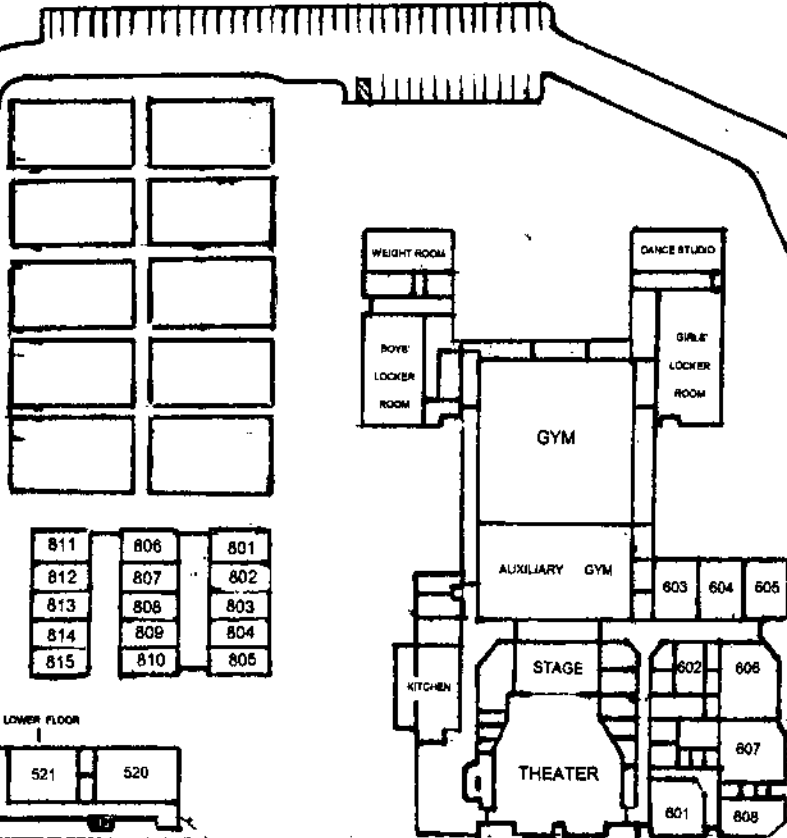 WEIGHT ROOM
DANCE STUDIO
BOYS'
LOCKER
ROOM
GIRLS'
LOCKER
ROOM
GYM
AUXILIARY GYM
603 604 605
811 806 801
812 807 802
813 808 803
814 809 804
815 810 805
STAGE
602 606
KITCHEN
LOWER FLOOR
521 520
THEATER
607
601 608